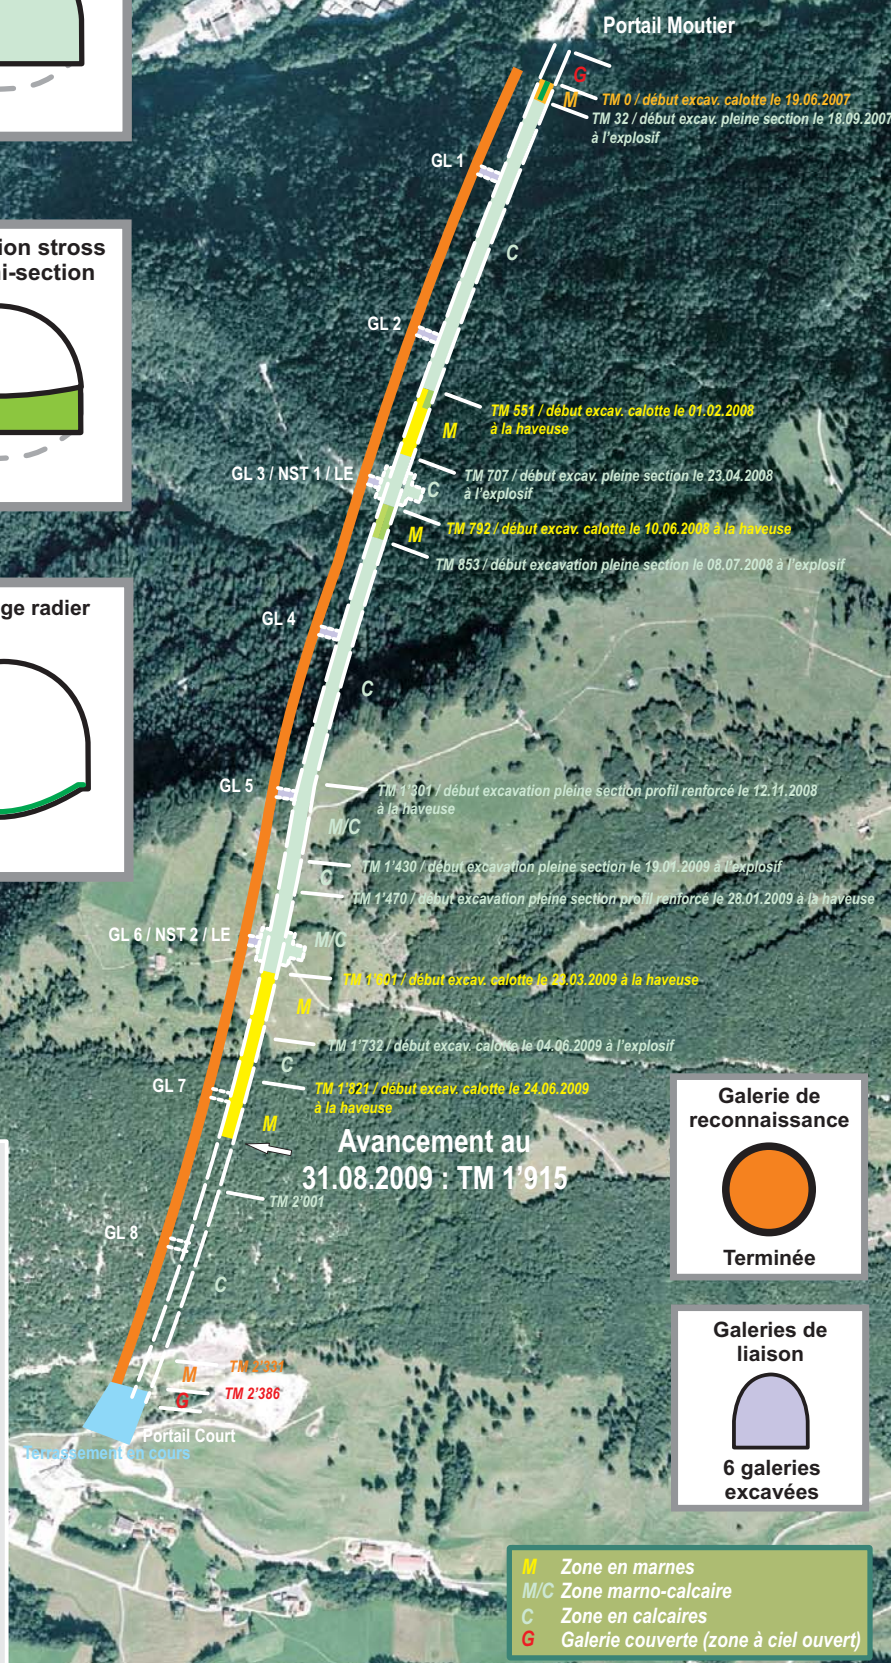 Portail Moutier
G
M
TM 0 / début excav. calotte le 19.06.2007
TM 32 / début excav. pleine section le 18.09.2007
à l'explosif
GL 1
C
ion stross
i-section
GL 2
TM 551 / début excav. calotte le 01.02.2008
à la haveuse
M
GL 3 / NST 1 / LE
TM 707 / début excav. pleine section le 23.04.2008
à l'explosif
C
M
TM 792 / début excav. calotte le 10.06.2008 à la haveuse
TM 853 / début excavation pleine section le 08.07.2008 à l'explosif
ge radier
GL 4
C
GL 5
TM 1'301 / début excavation pleine section profil renforcé le 12.11.2008
à la haveuse
M/C
TM 1'430 / début excavation pleine section le 19.01.2009 à l'explosif
C
TM 1'470 / début excavation pleine section profil renforcé le 28.01.2009 à la haveuse
GL 6 / NST 2 / LE
M/C
TM 1'601 / début excav. calotte le 23.03.2009 à la haveuse
M
TM 1'732 / début excav. calotte le 04.06.2009 à l'explosif
C
GL 7
TM 1'821 / début excav. calotte le 24.06.2009
à la haveuse
M
Avancement au
31.08.2009 : TM 1'915
TM 2'001
GL 8
C
Galerie de
reconnaissance
Terminée
M
TM 2'331
G
TM 2'386
Portail Court
Terrassement en cours
Galeries de
liaison
6 galeries
excavées
M Zone en marnes
M/C Zone marno-calcaire
C Zone en calcaires
G Galerie couverte (zone à ciel ouvert)